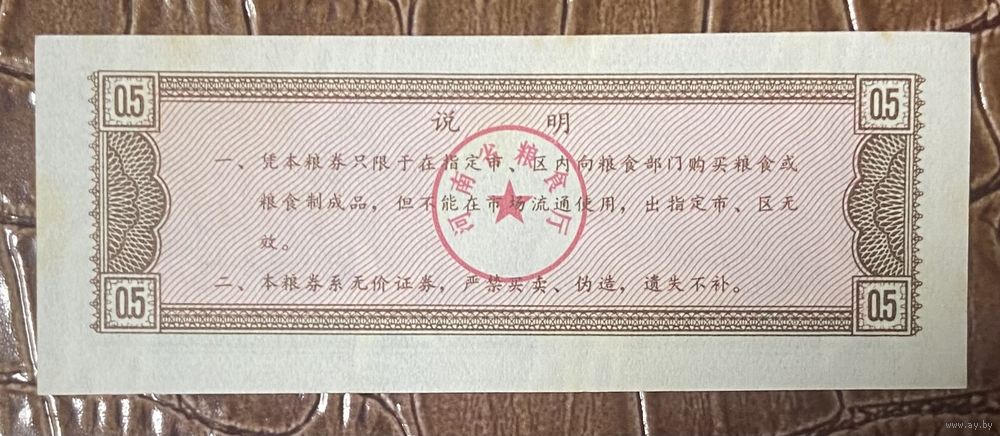 0.5 0.5
说 明
一、凭本粮券只限于在指定市、区内向粮食部门购买粮食或
粮食制成品，但不能在市场流通使用，出指定市、区无
效。
二、本粮券系无价证券，严禁买卖、伪造，遗失不补。
河南省粮食厅
0.5 0.5
www.ay.by